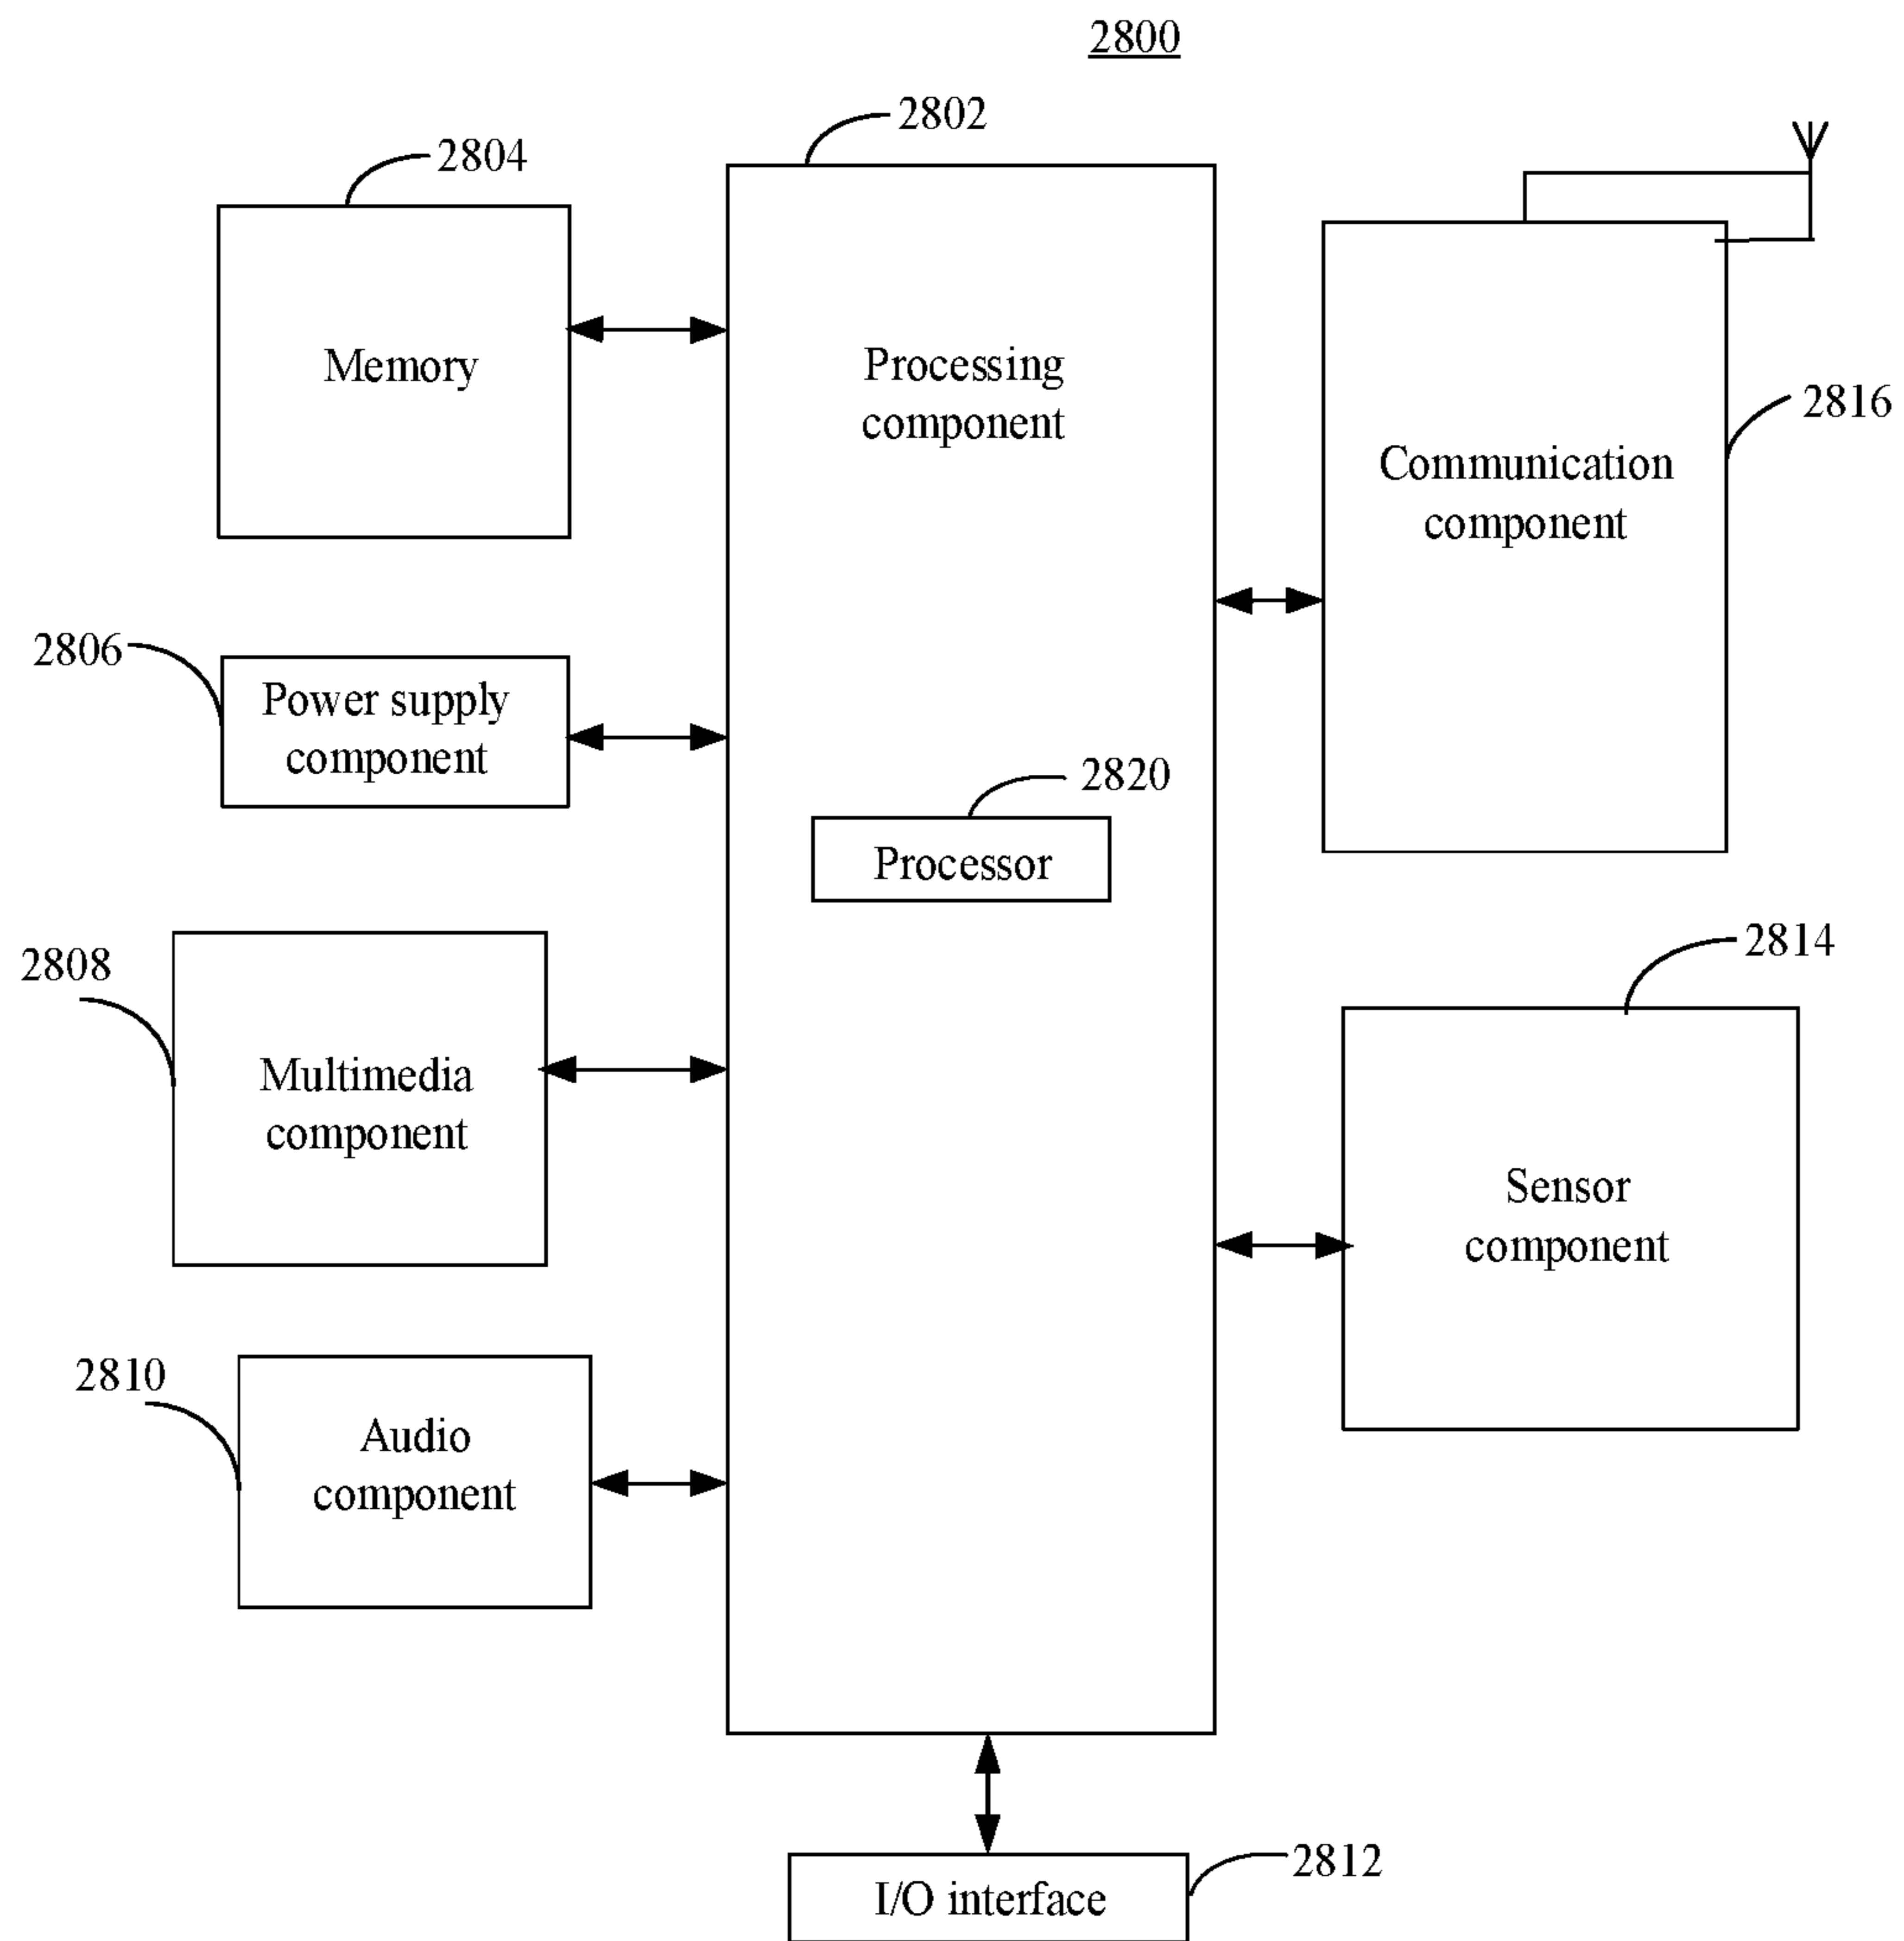 2800
2802
2804
Memory
Processing
component
2816
Communication
component
2806
Power supply
component
2820
Processor
2808
Multimedia
component
2814
Sensor
component
2810
Audio
component
2812
I/O interface